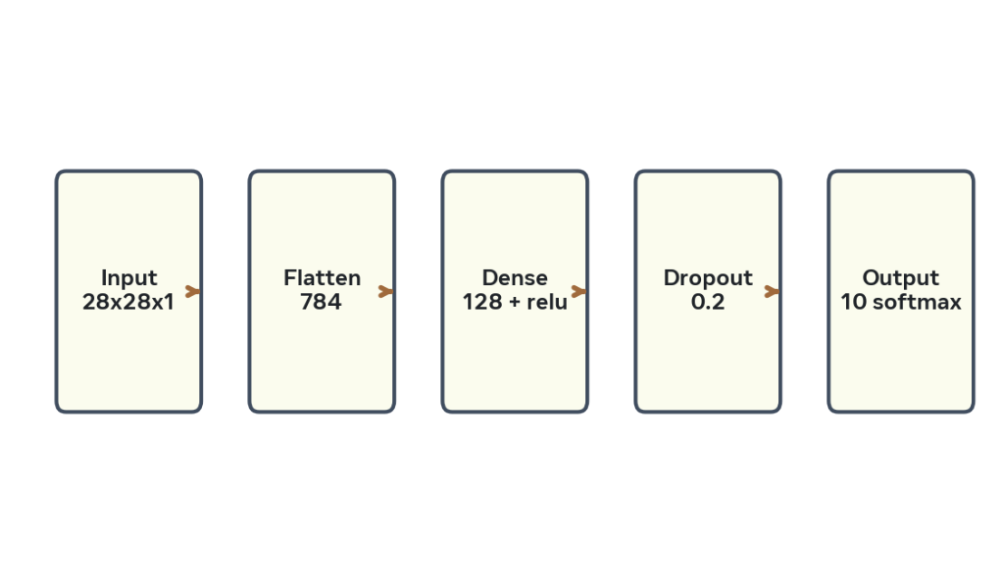 Input
28x28x1
Flatten
784
Dense
128 + relu
Dropout
0.2
Output
10 softmax